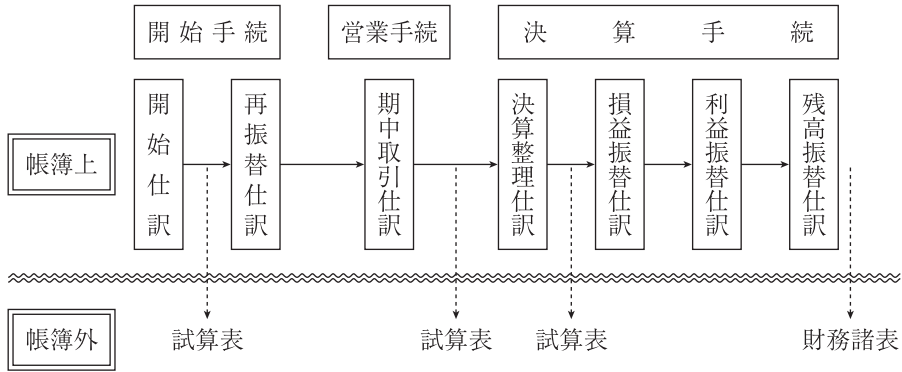 開始手続
営業手続
決算手続
帳簿上
開始仕訳
再振替仕訳
期中取引仕訳
決算整理仕訳
損益振替仕訳
利益振替仕訳
残高振替仕訳
帳簿外
試算表
試算表
試算表
財務諸表